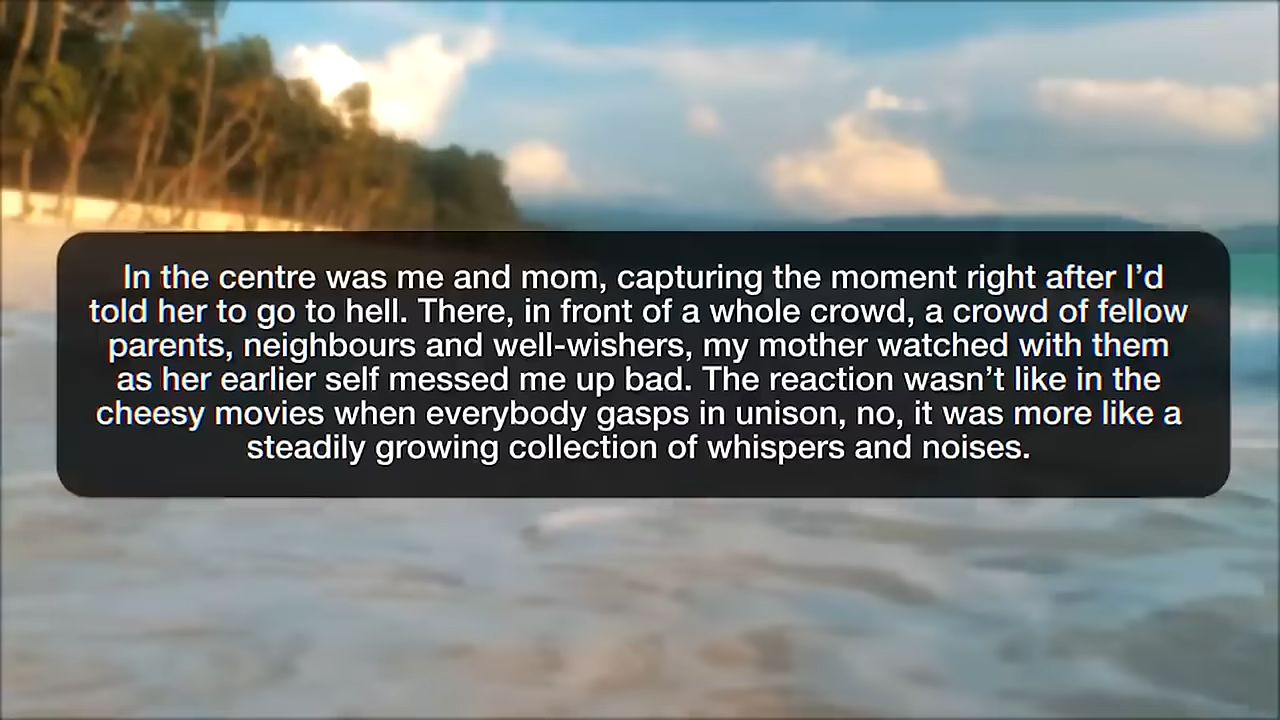 In the centre was me and mom, capturing the moment right after I’d
told her to go to hell. There, in front of a whole crowd, a crowd of fellow
parents, neighbours and well-wishers, my mother watched with them
as her earlier self messed me up bad. The reaction wasn’t like in the
cheesy movies when everybody gasps in unison, no, it was more like a
steadily growing collection of whispers and noises.